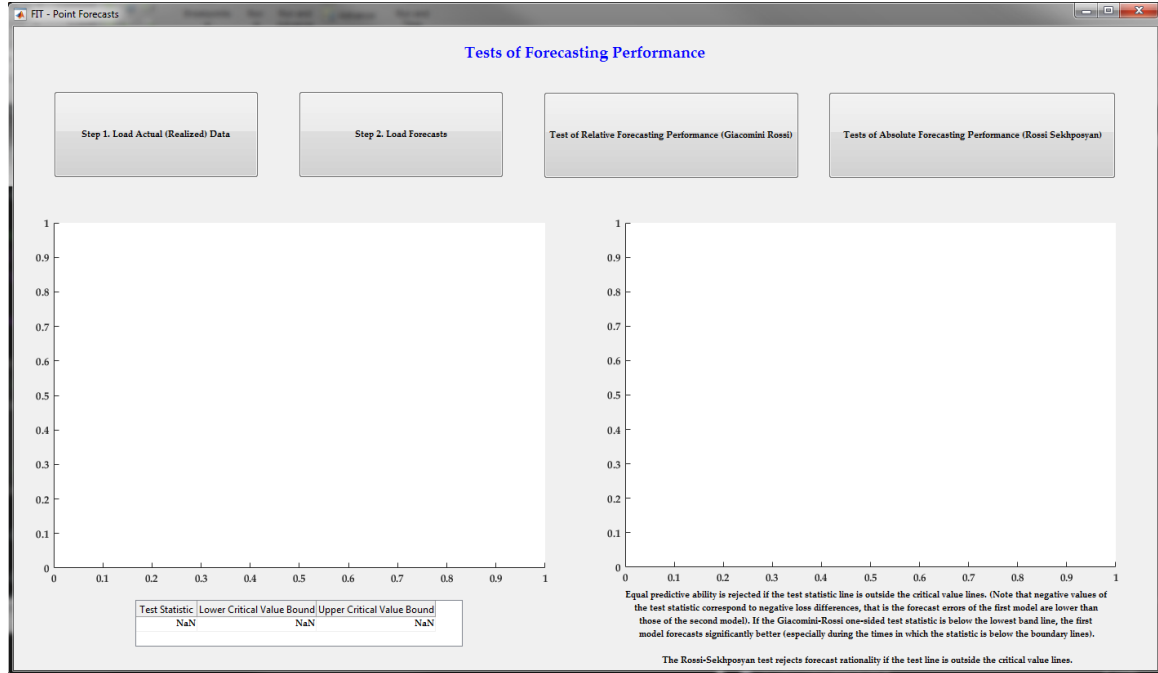 FIT - Point Forecasts
Tests of Forecasting Performance
Step 1. Load Actual (Realized) Data
Step 2. Load Forecasts
Test of Relative Forecasting Performance (Giacomini Rossi)
Tests of Absolute Forecasting Performance (Rossi Sekhposyan)
1
0.9
0.8
0.7
0.6
0.5
0.4
0.3
0.2
0.1
0
0 0.1 0.2 0.3 0.4 0.5 0.6 0.7 0.8 0.9 1
1
0.9
0.8
0.7
0.6
0.5
0.4
0.3
0.2
0.1
0
0 0.1 0.2 0.3 0.4 0.5 0.6 0.7 0.8 0.9 1
Test Statistic Lower Critical Value Bound Upper Critical Value Bound
NaN NaN NaN
Equal predictive ability is rejected if the test statistic line is outside the critical value lines. (Note that negative values of
the test statistic correspond to negative loss differences, that is the forecast errors of the first model are lower than
those of the second model). If the Giacomini-Rossi one-sided test statistic is below the lowest band line, the first
model forecasts significantly better (especially during the times in which the statistic is below the boundary lines).
The Rossi-Sekhposyan test rejects forecast rationality if the test line is outside the critical value lines.